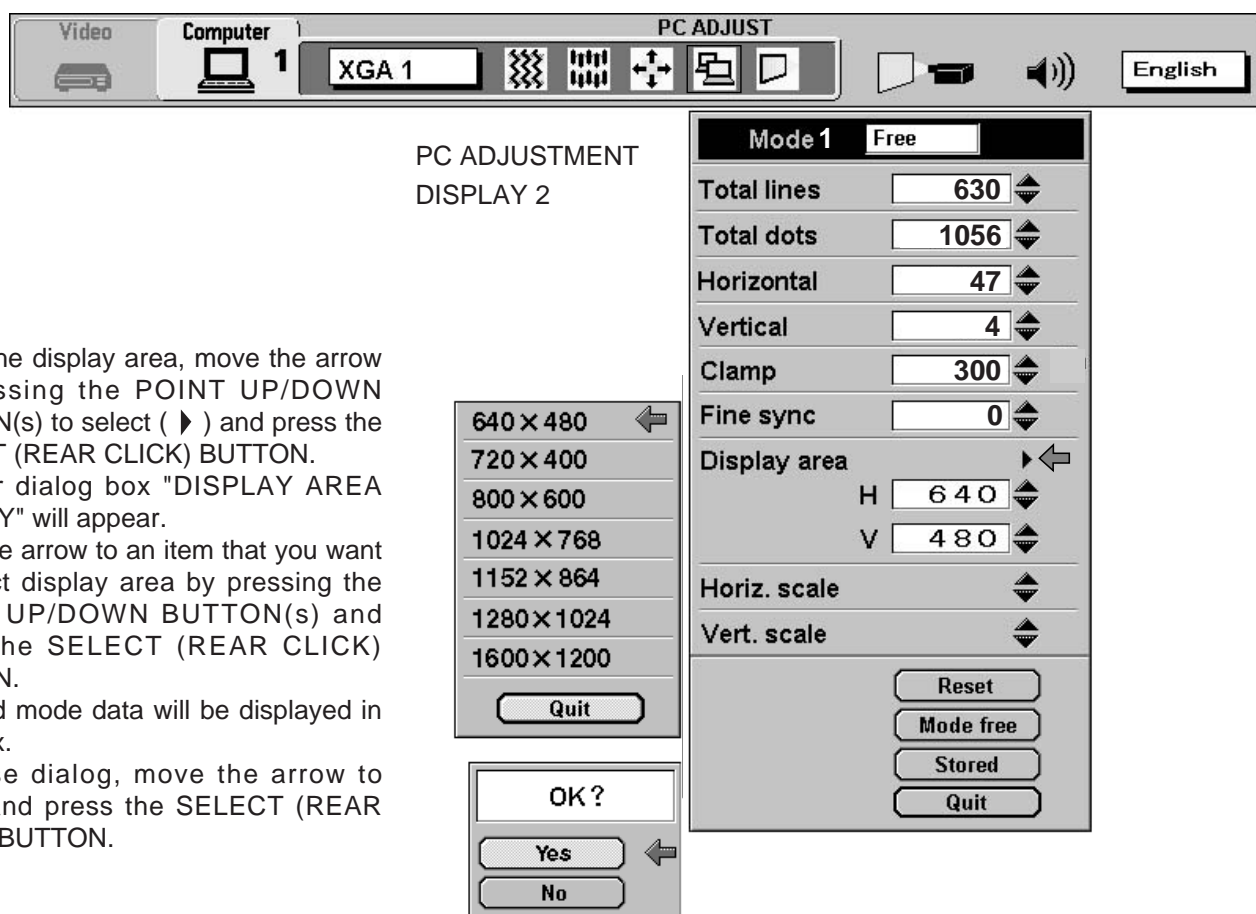 Video
Computer
1
PC ADJUST
XGA 1
English
PC ADJUSTMENT
DISPLAY 2
he display area, move the arrow
ssing the POINT UP/DOWN
N(s) to select ( ▶ ) and press the
T (REAR CLICK) BUTTON.
r dialog box "DISPLAY AREA
Y" will appear.
e arrow to an item that you want
ct display area by pressing the
UP/DOWN BUTTON(s) and
he SELECT (REAR CLICK)
N.
d mode data will be displayed in
x.
se dialog, move the arrow to
nd press the SELECT (REAR
BUTTON.
640 × 480
720 × 400
800 × 600
1024 × 768
1152 × 864
1280 × 1024
1600 × 1200
Quit
OK?
Yes
No
Mode 1 Free
Total lines 630
Total dots 1056
Horizontal 47
Vertical 4
Clamp 300
Fine sync 0
Display area
H 640
V 480
Horiz. scale
Vert. scale
Reset
Mode free
Stored
Quit